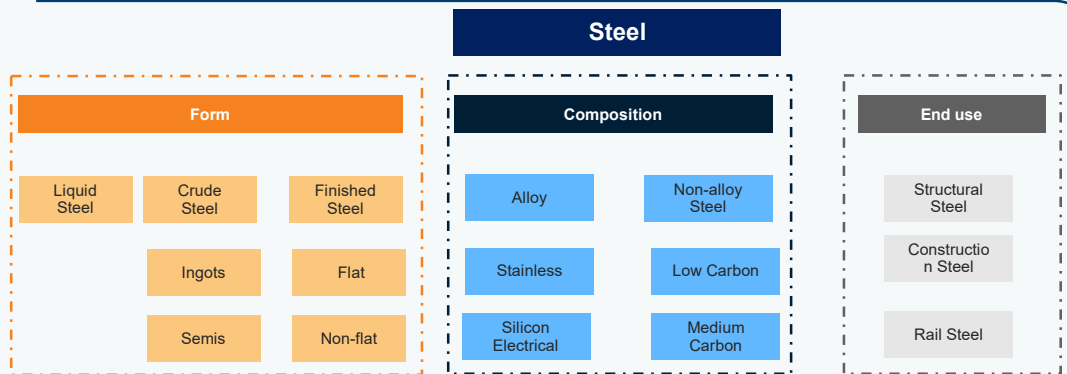 Steel
Form
Composition
End use
Liquid
Steel
Crude
Steel
Finished
Steel
Alloy
Non-alloy
Steel
Structural
Steel
Ingots
Flat
Stainless
Low Carbon
Constructio
n Steel
Semis
Non-flat
Silicon
Electrical
Medium
Carbon
Rail Steel